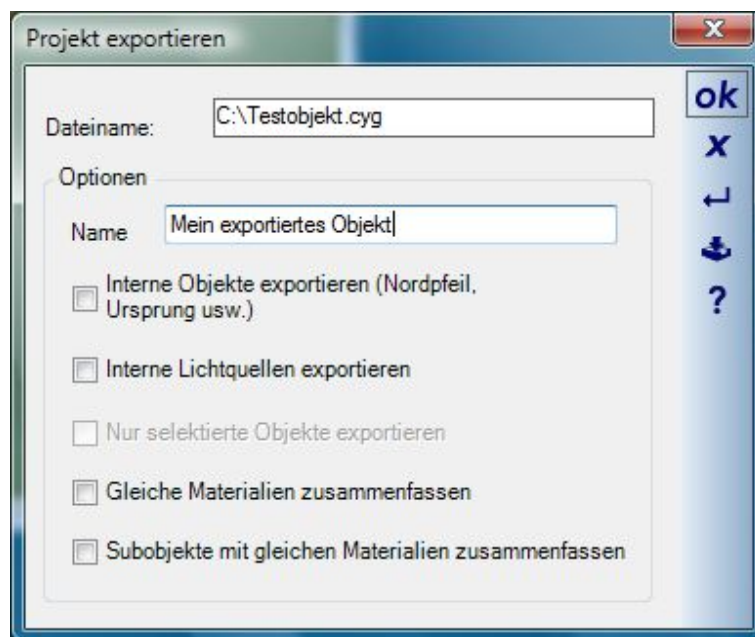 Projekt exportieren
x
ok
Dateiname:
C:\Testobjekt.cyg
x
Optionen
Name
Mein exportiertes Objekt
Interne Objekte exportieren (Nordpfeil,
Ursprung usw.)
?
Interne Lichtquellen exportieren
Nur selektierte Objekte exportieren
Gleiche Materialien zusammenfassen
Subobjekte mit gleichen Materialien zusammenfassen